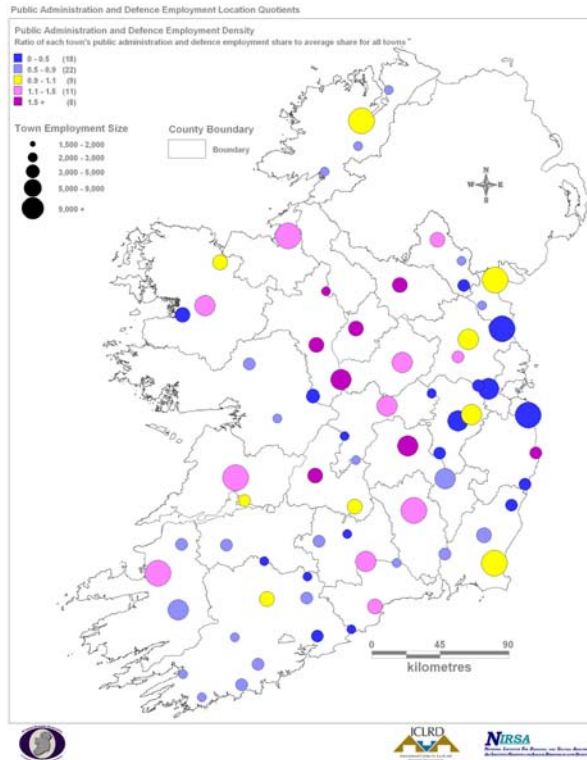 Public Administration and Defence Employment Location Quotients
Public Administration and Defence Employment Density
Ratio of each town's public administration and defence employment share to average share for all towns "
0 - 0.5 (18)
0.5 - 0.9 (22)
0.9 - 1.1 (9)
1.1 - 1.5 (11)
1.5 + (8)
Town Employment Size
1,500 - 2,000
2,000 - 3,000
3,000 - 5,000
5,000 - 9,000
9,000 +
County Boundary
Boundary
N
W E
S
0 45 90
kilometres
ICLRD
NIRSA